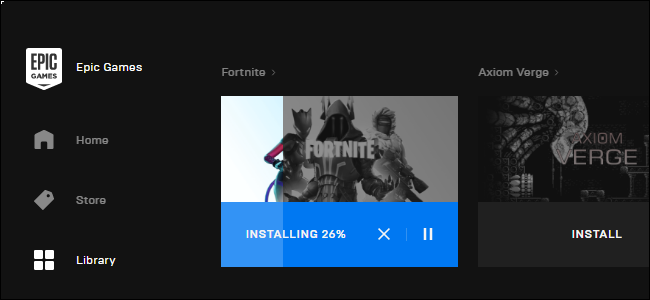 EPIC
GAMES
Epic Games
Home
Store
Library
Fortnite >
FORTNITE
INSTALLING 26%
Axiom Verge >
AXIOM
VERGE
INSTALL